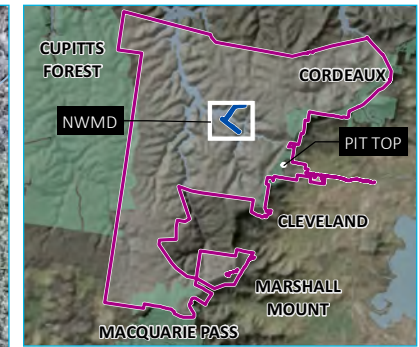 CUPITTS
FOREST
CORDEAUX
NWMD
PIT TOP
CLEVELAND
MARSHALL
MOUNT
MACQUARIE PASS